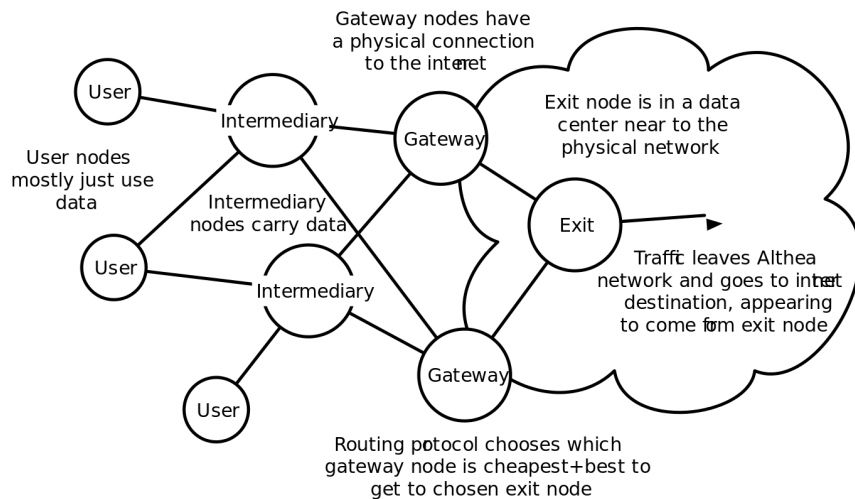 Gateway nodes have
a physical connection
to the internet
User
Intermediary
Gateway
Exit node is in a data
center near to the
physical network
User nodes
mostly just use
data
Intermediary
nodes carry data
Exit
User
Intermediary
Traffic leaves Althea
network and goes to internet
destination, appearing
to come form exit node
Gateway
User
Routing protocol chooses which
gateway node is cheapest+best to
get to chosen exit node